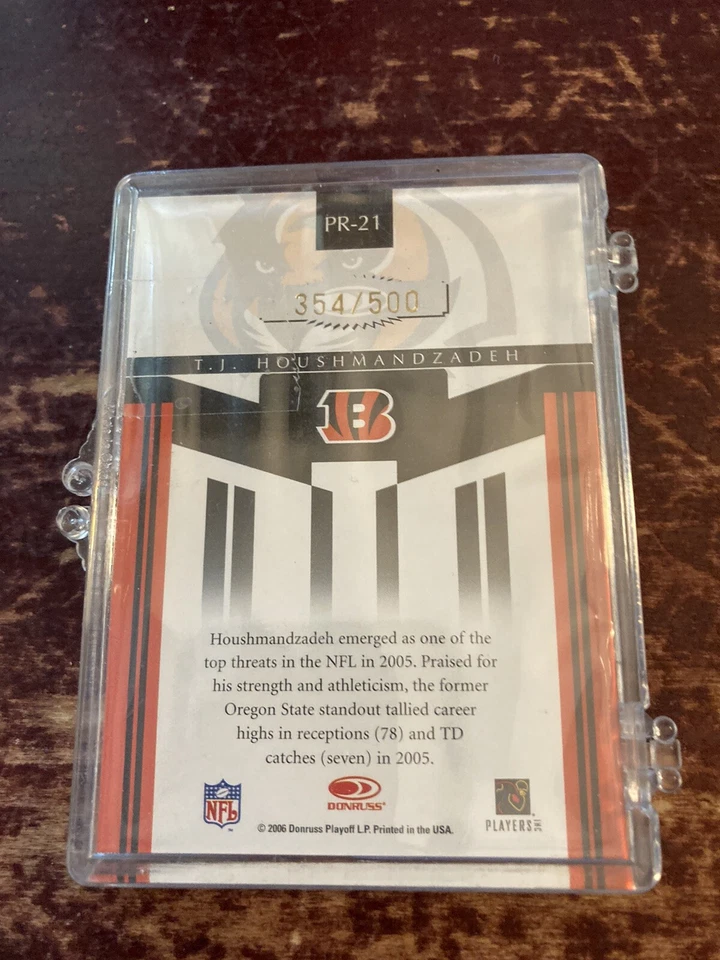 PR-21
354/500
T.J. HOUSHMANDZADEH
B
Houshmandzadeh emerged as one of the
top threats in the NFL in 2005. Praised for
his strength and athleticism, the former
Oregon State standout tallied career
highs in receptions (78) and TD
catches (seven) in 2005.
NFL
DONRUSS
PLAYERS INC
© 2006 Donruss Playoff L.P. Printed in the USA.